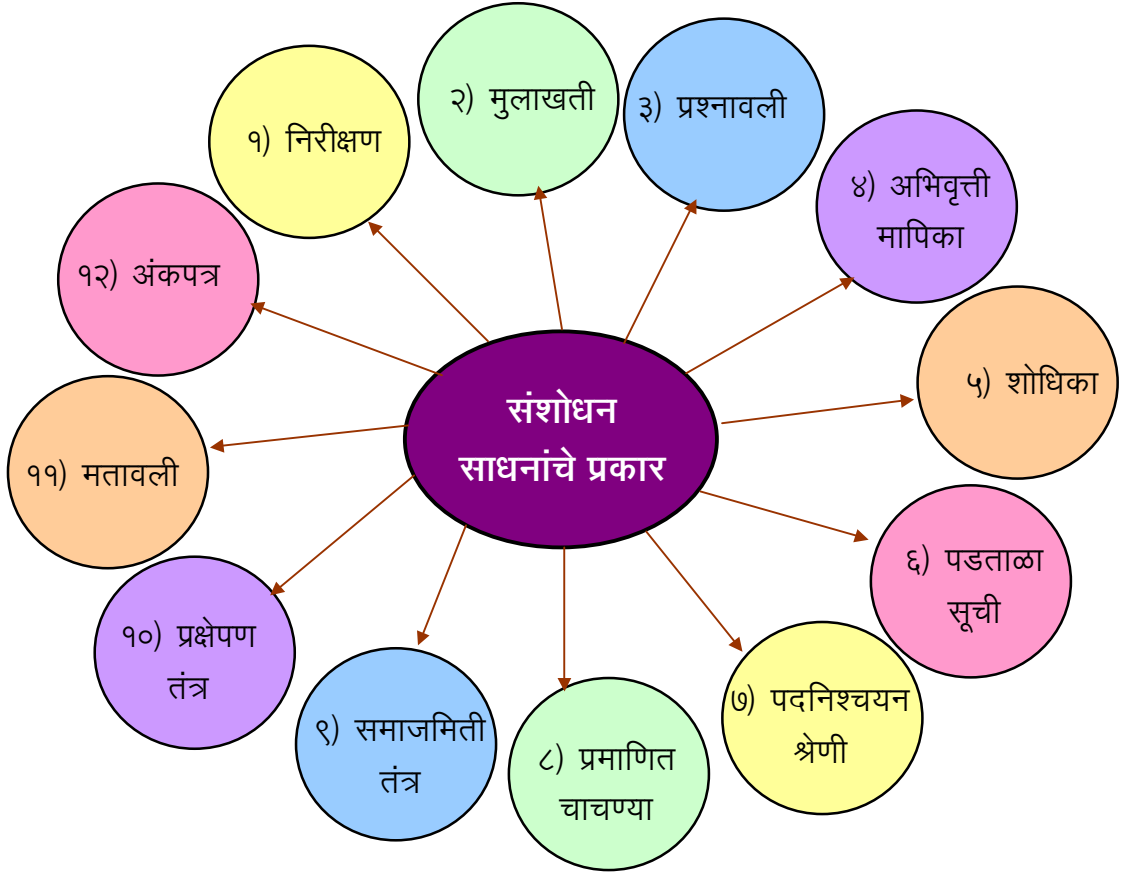 संशोधन
साधनांचे प्रकार
१) निरीक्षण
२) मुलाखती
३) प्रश्नावली
४) अभिवृत्ती
मापिका
५) शोधिका
६) पडताळा
सूची
७) पदनिश्चयन
श्रेणी
८) प्रमाणित
चाचण्या
९) समाजमिती
तंत्र
१०) प्रक्षेपण
तंत्र
११) मतावली
१२) अंकपत्र